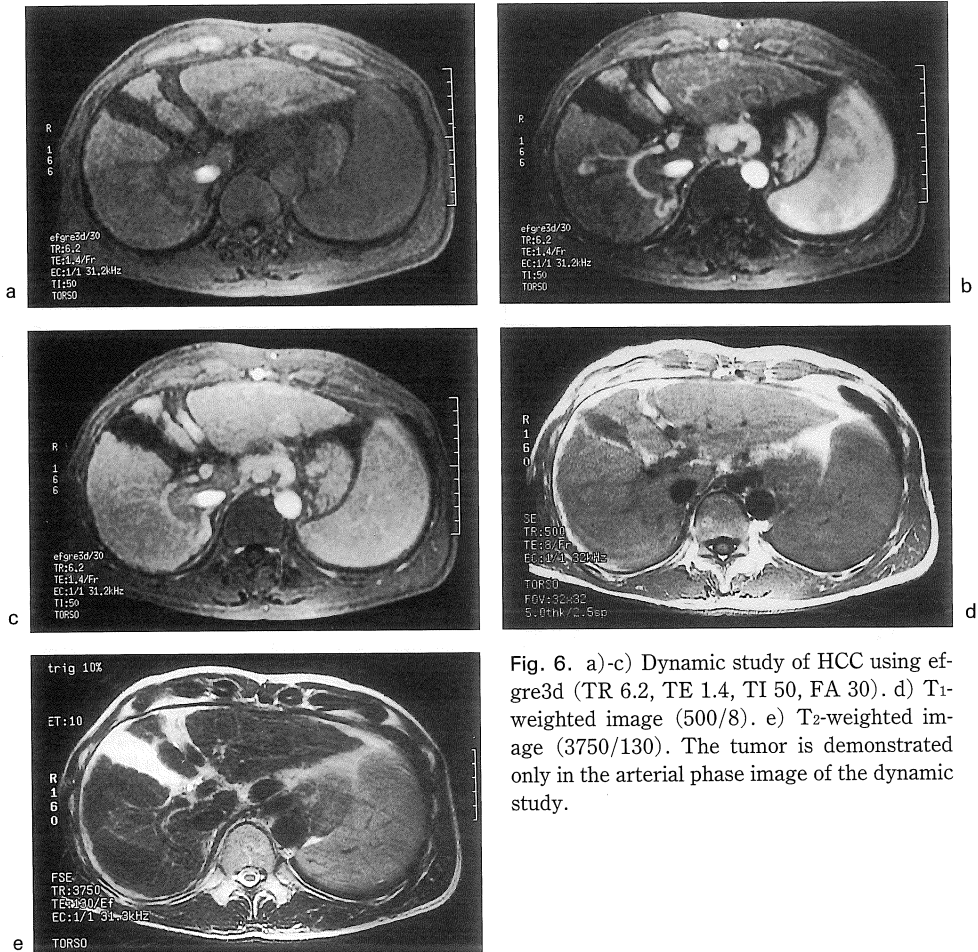 R
1
6
6
efgre3d/30
TR:6.2
TE:1.4/Fr
EC:1/1 31.2kHz
TI:50
TORSO
a
R
1
6
6
efgre3d/30
TR:6.2
TE:1.4/Fr
EC:1/1 31.2kHz
TI:50
TORSO
b
R
1
6
6
efgre3d/30
TR:6.2
TE:1.4/Fr
EC:1/1 31.2kHz
TI:50
TORSO
c
R
1
6
0
SE
TR:500
TE:8/Fr
EC:1/1 32kHz
TORSO
FOV:32x32
5.0thk/2.5sp
d
trig 10%
ET:10
R
1
6
0
FSE
TR:3750
TE:130/Ef
EC:1/1 31.3kHz
TORSO
e
Fig. 6. a)-c) Dynamic study of HCC using ef-
gre3d (TR 6.2, TE 1.4, TI 50, FA 30). d) T1-
weighted image (500/8). e) T2-weighted im-
age (3750/130). The tumor is demonstrated
only in the arterial phase image of the dynamic
study.